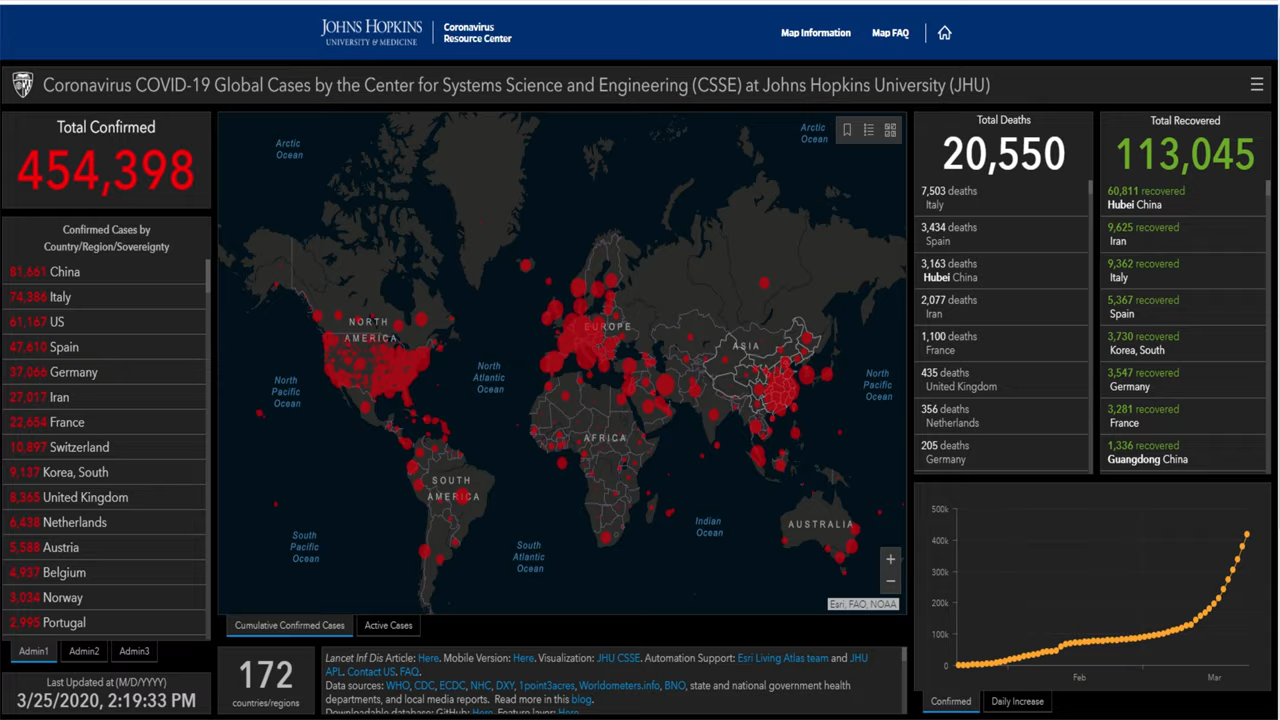 JOHNS HOPKINS
UNIVERSITY & MEDICINE
Coronavirus
Resource Center
Map Information
Map FAQ
Coronavirus COVID-19 Global Cases by the Center for Systems Science and Engineering (CSSE) at Johns Hopkins University (JHU)
Total Confirmed
454,398
Confirmed Cases by
Country/Region/Sovereignty
81,661 China
74,386 Italy
61,167 US
47,610 Spain
37,066 Germany
27,017 Iran
22,654 France
10,897 Switzerland
9,137 Korea, South
8,365 United Kingdom
6,438 Netherlands
5,588 Austria
4,937 Belgium
3,034 Norway
2,995 Portugal
Admin1
Admin2
Admin3
Last Updated at (M/D/YYYY)
3/25/2020, 2:19:33 PM
Arctic
Ocean
Arctic
Ocean
NORTH
AMERICA
EUROPE
ASIA
North
Pacific
Ocean
North
Atlantic
Ocean
North
Pacific
Ocean
AFRICA
SOUTH
AMERICA
AUSTRALIA
South
Pacific
Ocean
South
Atlantic
Ocean
Indian
Ocean
+
−
Esri, FAO, NOAA
Cumulative Confirmed Cases
Active Cases
172
countries/regions
Lancet Inf Dis Article: Here. Mobile Version: Here. Visualization: JHU CSSE. Automation Support: Esri Living Atlas team and JHU
APL. Contact US. FAQ.
Data sources: WHO, CDC, ECDC, NHC, DXY, 1point3acres, Worldometers.info, BNO, state and national government health
departments, and local media reports. Read more in this blog.
Downloadable database: GitHub: Here. Feature layer: Here.
Total Deaths
20,550
7,503 deaths
Italy
3,434 deaths
Spain
3,163 deaths
Hubei China
2,077 deaths
Iran
1,100 deaths
France
435 deaths
United Kingdom
356 deaths
Netherlands
205 deaths
Germany
Total Recovered
113,045
60,811 recovered
Hubei China
9,625 recovered
Iran
9,362 recovered
Italy
5,367 recovered
Spain
3,730 recovered
Korea, South
3,547 recovered
Germany
3,281 recovered
France
1,336 recovered
Guangdong China
500k
400k
300k
200k
100k
0
Feb
Mar
Confirmed
Daily Increase